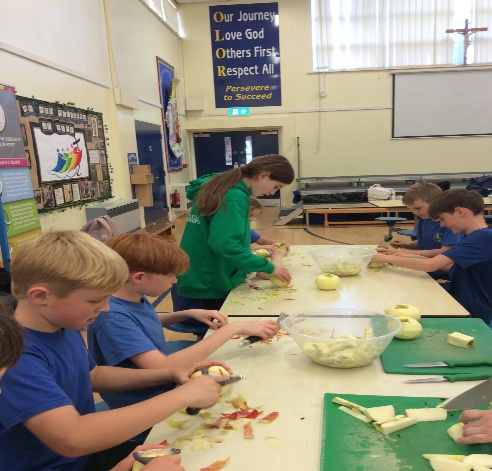 Our Journey
Love God
Others First
Respect All
Persevere
to Succeed